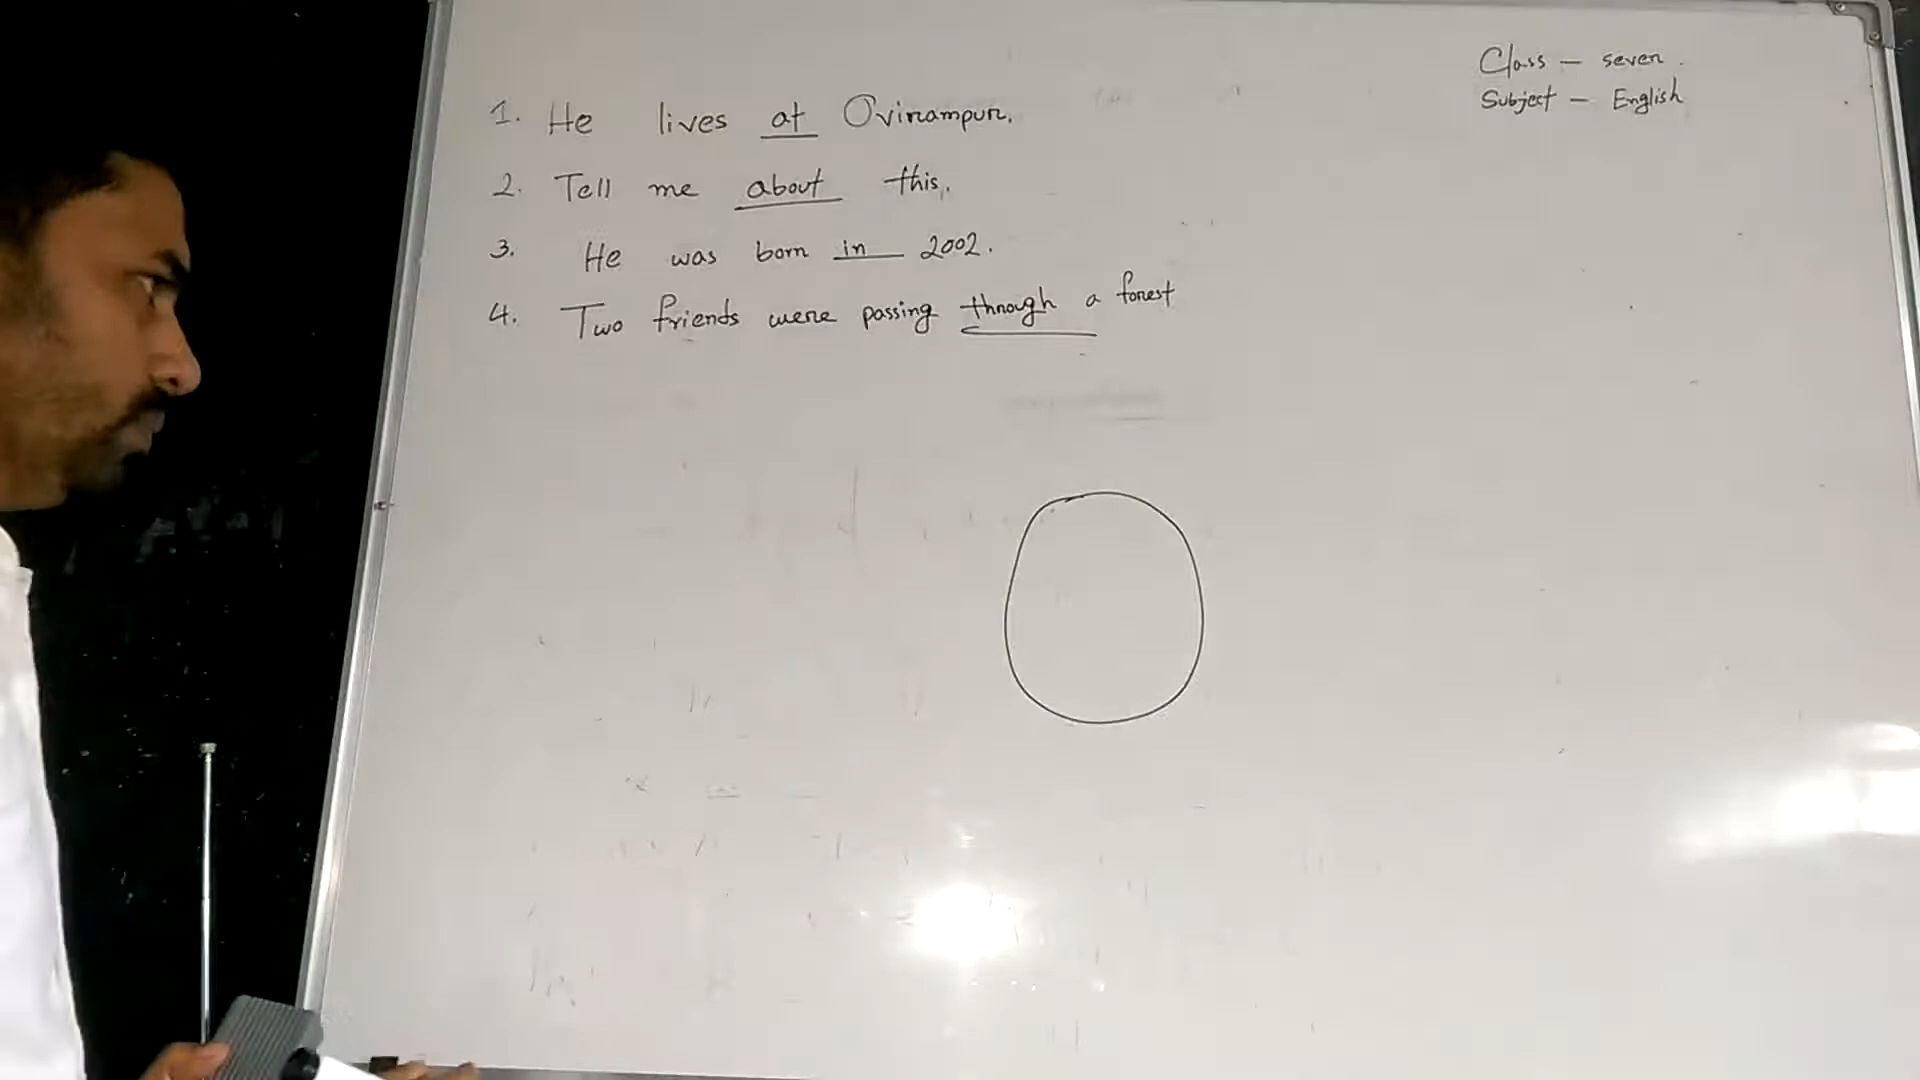 Class - seven.
Subject - English
1. He lives at Ovirampur.
2. Tell me about this.
3. He was born in 2002.
4. Two friends were passing through a forest